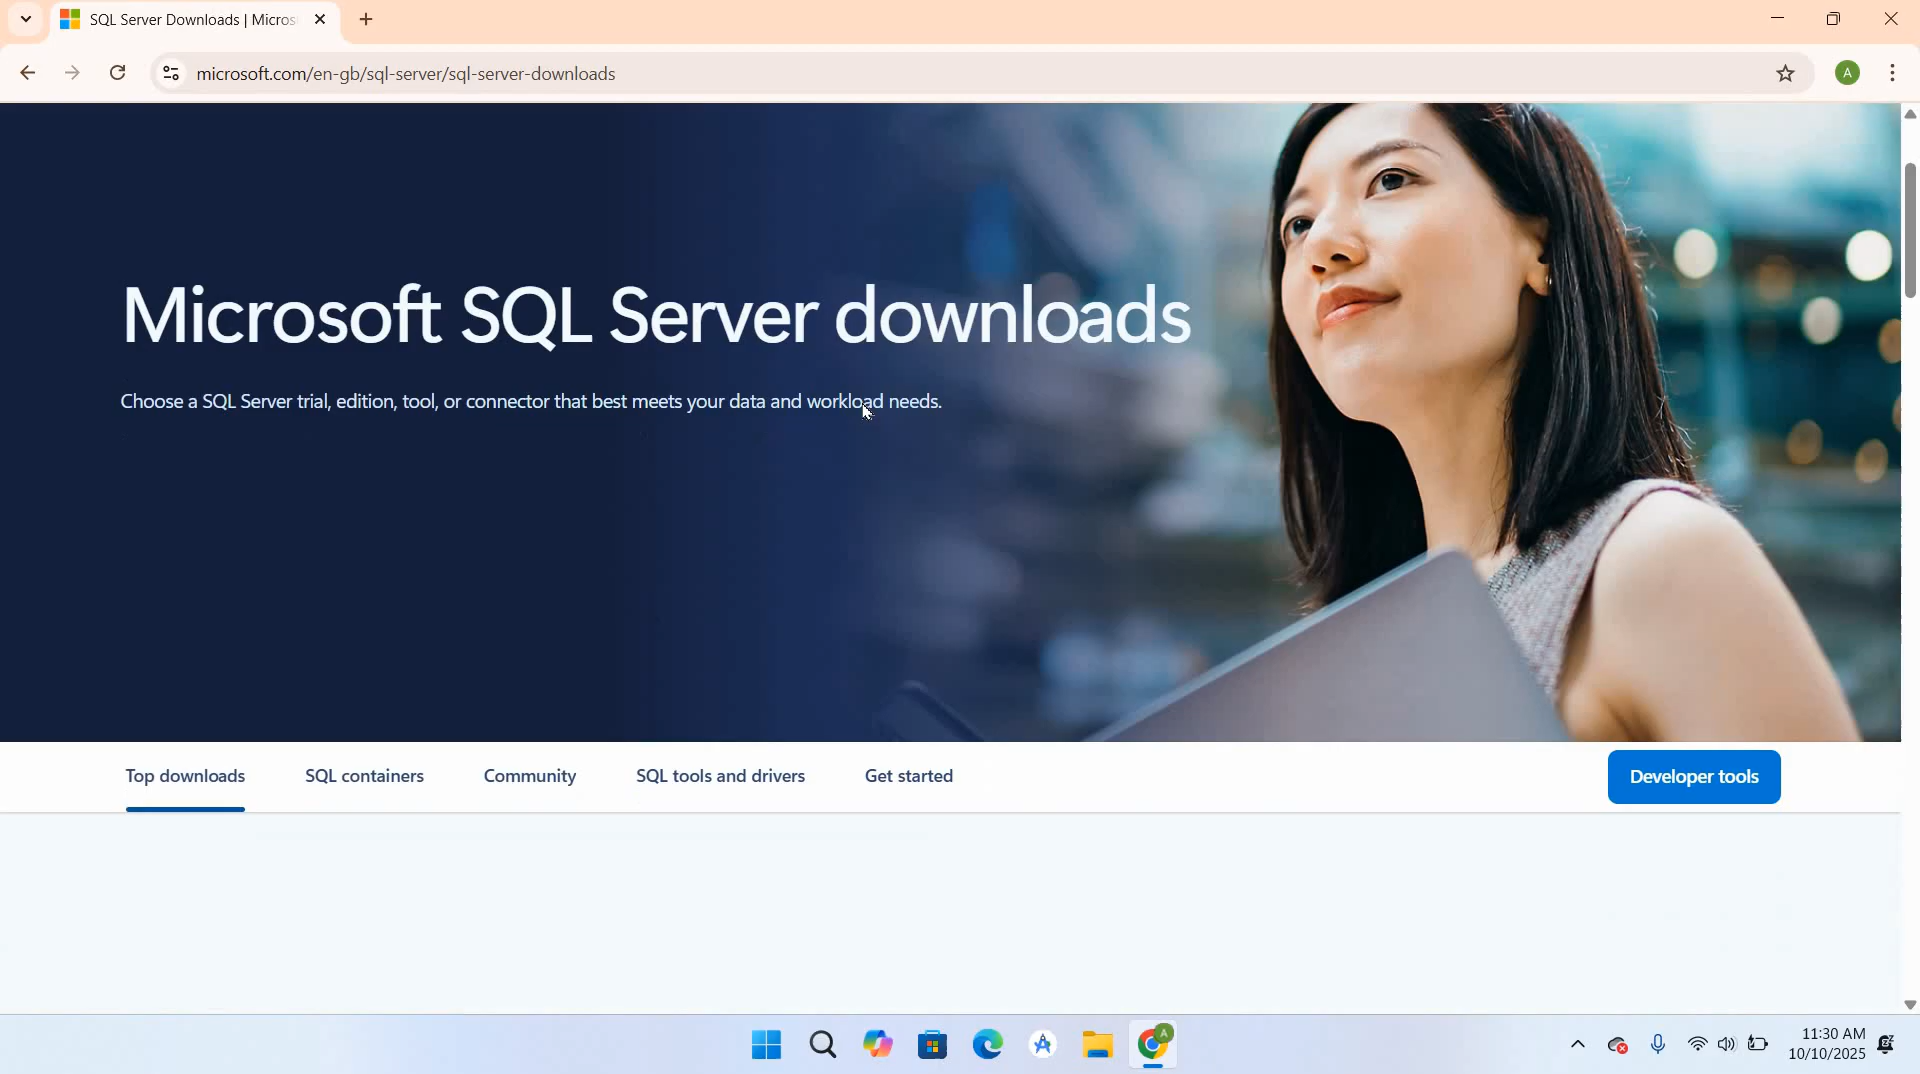 SQL Server Downloads | Micros
microsoft.com/en-gb/sql-server/sql-server-downloads
A
Microsoft SQL Server downloads
Choose a SQL Server trial, edition, tool, or connector that best meets your data and workload needs.
Top downloads
SQL containers
Community
SQL tools and drivers
Get started
Developer tools
A
11:30 AM
10/10/2025